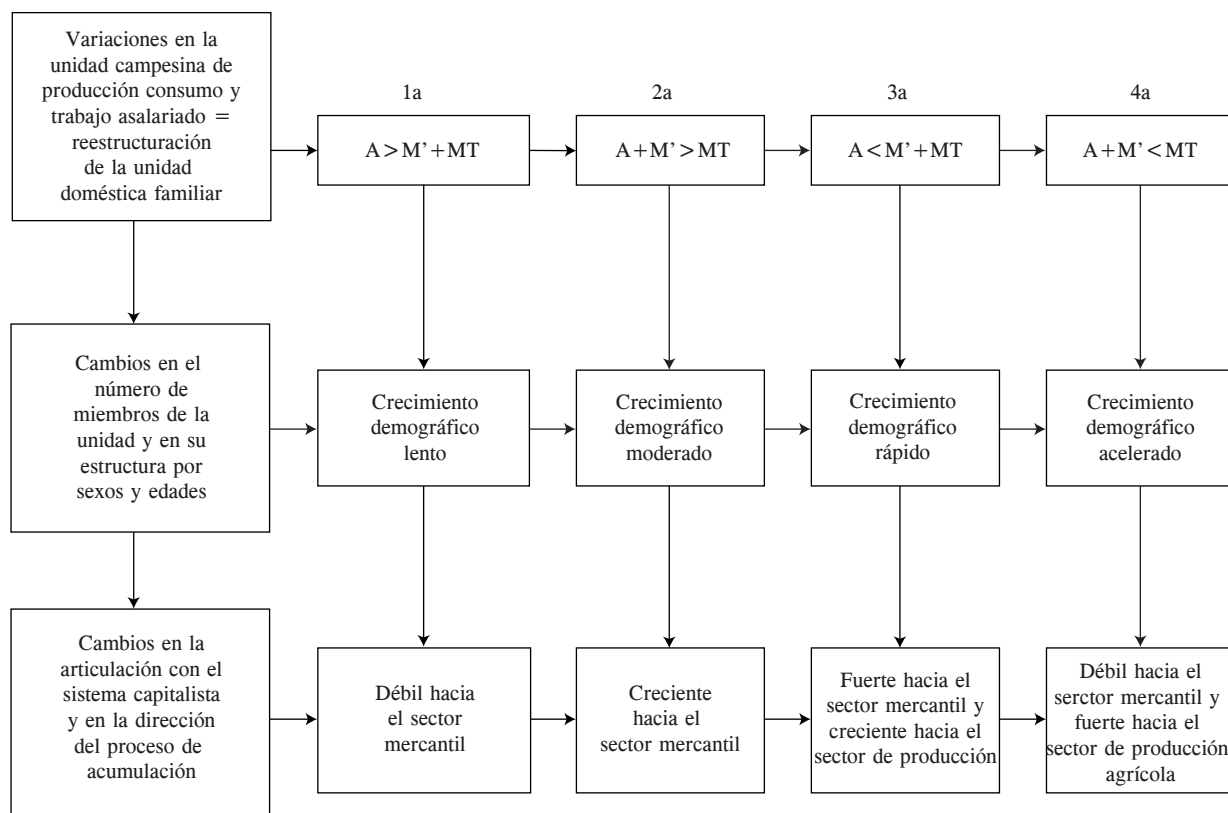 Variaciones en la
unidad campesina de
producción consumo y
trabajo asalariado =
reestructuración
de la unidad
doméstica familiar
1a
2a
3a
4a
A>M’+MT
A+M’>MT
A<M’+MT
A+M’<MT
Cambios en el
número de
miembros de la
unidad y en su
estructura por
sexos y edades
Crecimiento
demográfico
lento
Crecimiento
demográfico
moderado
Crecimiento
demográfico
rápido
Crecimiento
demográfico
acelerado
Cambios en la
articulación con el
sistema capitalista
y en la dirección
del proceso de
acumulación
Débil hacia
el sector
mercantil
Creciente
hacia el
sector mercantil
Fuerte hacia el
sector mercantil y
creciente hacia el
sector de producción
Débil hacia el
serctor mercantil y
fuerte hacia el
sector de producción
agrícola